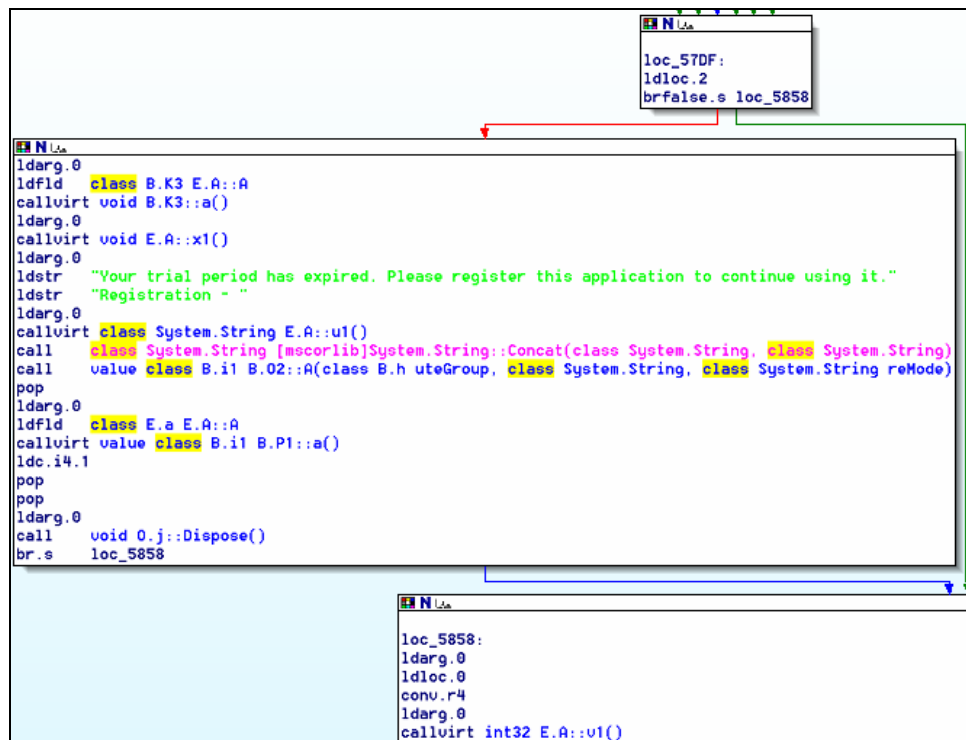 loc_57DF:
ldloc.2
brfalse.s loc_5858
ldarg.0
ldfld class B.K3 E.A::A
callvirt void B.K3::a()
ldarg.0
callvirt void E.A::x1()
ldarg.0
ldstr "Your trial period has expired. Please register this application to continue using it."
ldstr "Registration - "
ldarg.0
callvirt class System.String E.A::u1()
call class System.String [mscorlib]System.String::Concat(class System.String, class System.String)
call value class B.i1 B.O2::A(class B.h uteGroup, class System.String, class System.String reMode)
pop
ldarg.0
ldfld class E.a E.A::A
callvirt value class B.i1 B.P1::a()
ldc.i4.1
pop
pop
ldarg.0
call void O.j::Dispose()
br.s loc_5858
loc_5858:
ldarg.0
ldloc.0
conv.r4
ldarg.0
callvirt int32 E.A::v1()